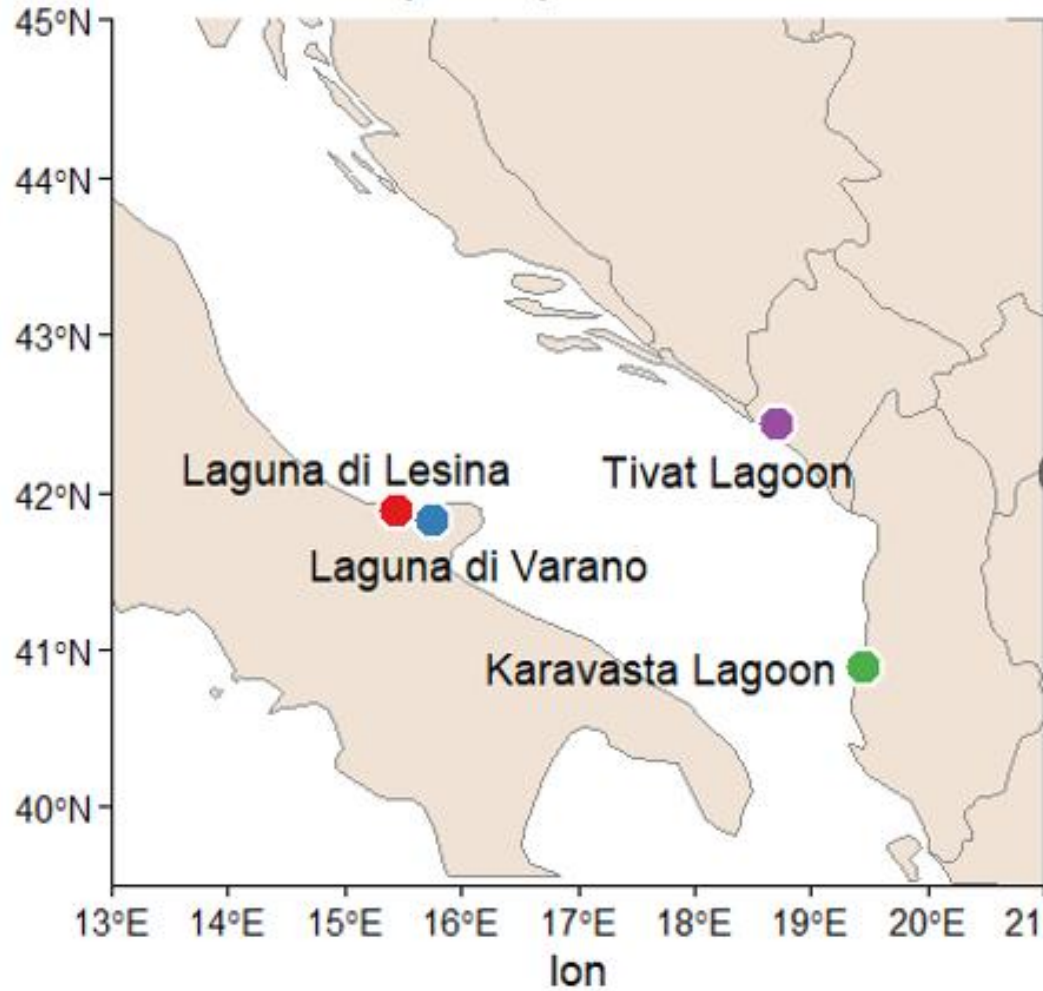 45°N
44°N
43°N
42°N
41°N
40°N
Laguna di Lesina
Tivat Lagoon
Laguna di Varano
Karavasta Lagoon
13°E 14°E 15°E 16°E 17°E 18°E 19°E 20°E 21
lon